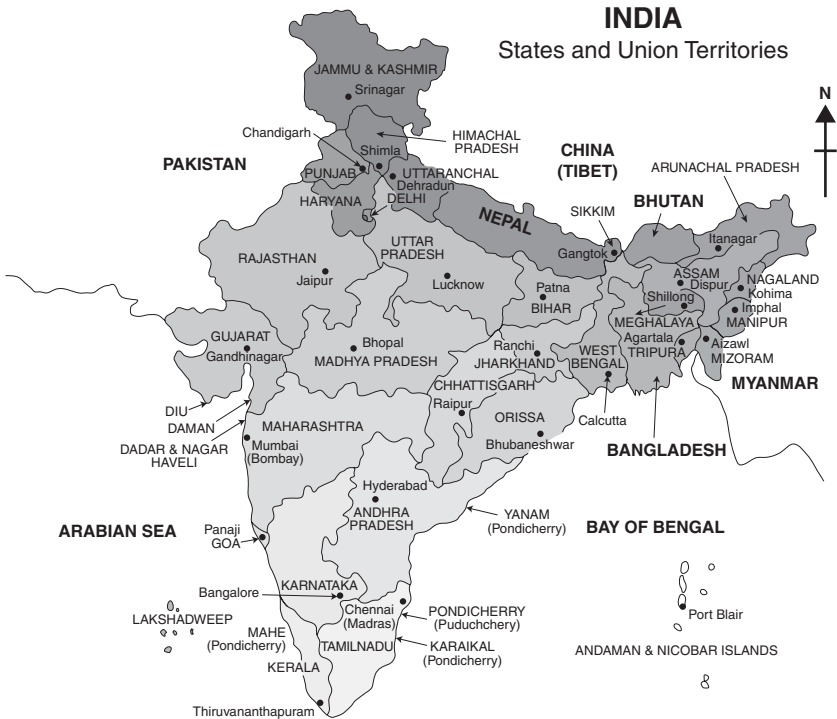 INDIA
States and Union Territories
N
JAMMU & KASHMIR
Srinagar
Chandigarh
HIMACHAL
PRADESH
Shimla
PAKISTAN
PUNJAB
UTTARANCHAL
Dehradun
HARYANA
DELHI
CHINA
(TIBET)
ARUNACHAL PRADESH
BHUTAN
SIKKIM
NEPAL
Gangtok
Itanagar
RAJASTHAN
Jaipur
UTTAR
PRADESH
Lucknow
Patna
BIHAR
ASSAM
Dispur
Shillong
MEGHALAYA
NAGALAND
Kohima
Imphal
MANIPUR
Agartala
TRIPURA
Aizawl
MIZORAM
MYANMAR
GUJARAT
Gandhinagar
Bhopal
MADHYA PRADESH
Ranchi
JHARKHAND
WEST
BENGAL
CHHATTISGARH
Raipur
ORISSA
Bhubaneshwar
Calcutta
BANGLADESH
DIU
DAMAN
DADAR & NAGAR
HAVELI
MAHARASHTRA
Mumbai
(Bombay)
Hyderabad
ANDHRA
PRADESH
YANAM
(Pondicherry)
ARABIAN SEA
BAY OF BENGAL
Panaji
GOA
KARNATAKA
Bangalore
Chennai
(Madras)
PONDICHERRY
(Puduchchery)
LAKSHADWEEP
MAHE
(Pondicherry)
TAMILNADU
KARAIKAL
(Pondicherry)
KERALA
Thiruvananthapuram
Port Blair
ANDAMAN & NICOBAR ISLANDS